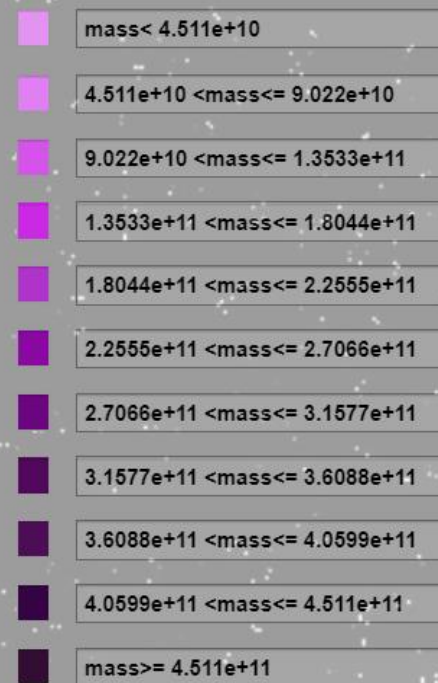 mass< 4.511e+10
4.511e+10 <mass<= 9.022e+10
9.022e+10 <mass<= 1.3533e+11
1.3533e+11 <mass<= 1.8044e+11
1.8044e+11 <mass<= 2.2555e+11
2.2555e+11 <mass<= 2.7066e+11
2.7066e+11 <mass<= 3.1577e+11
3.1577e+11 <mass<= 3.6088e+11
3.6088e+11 <mass<= 4.0599e+11
4.0599e+11 <mass<= 4.511e+11
mass>= 4.511e+11